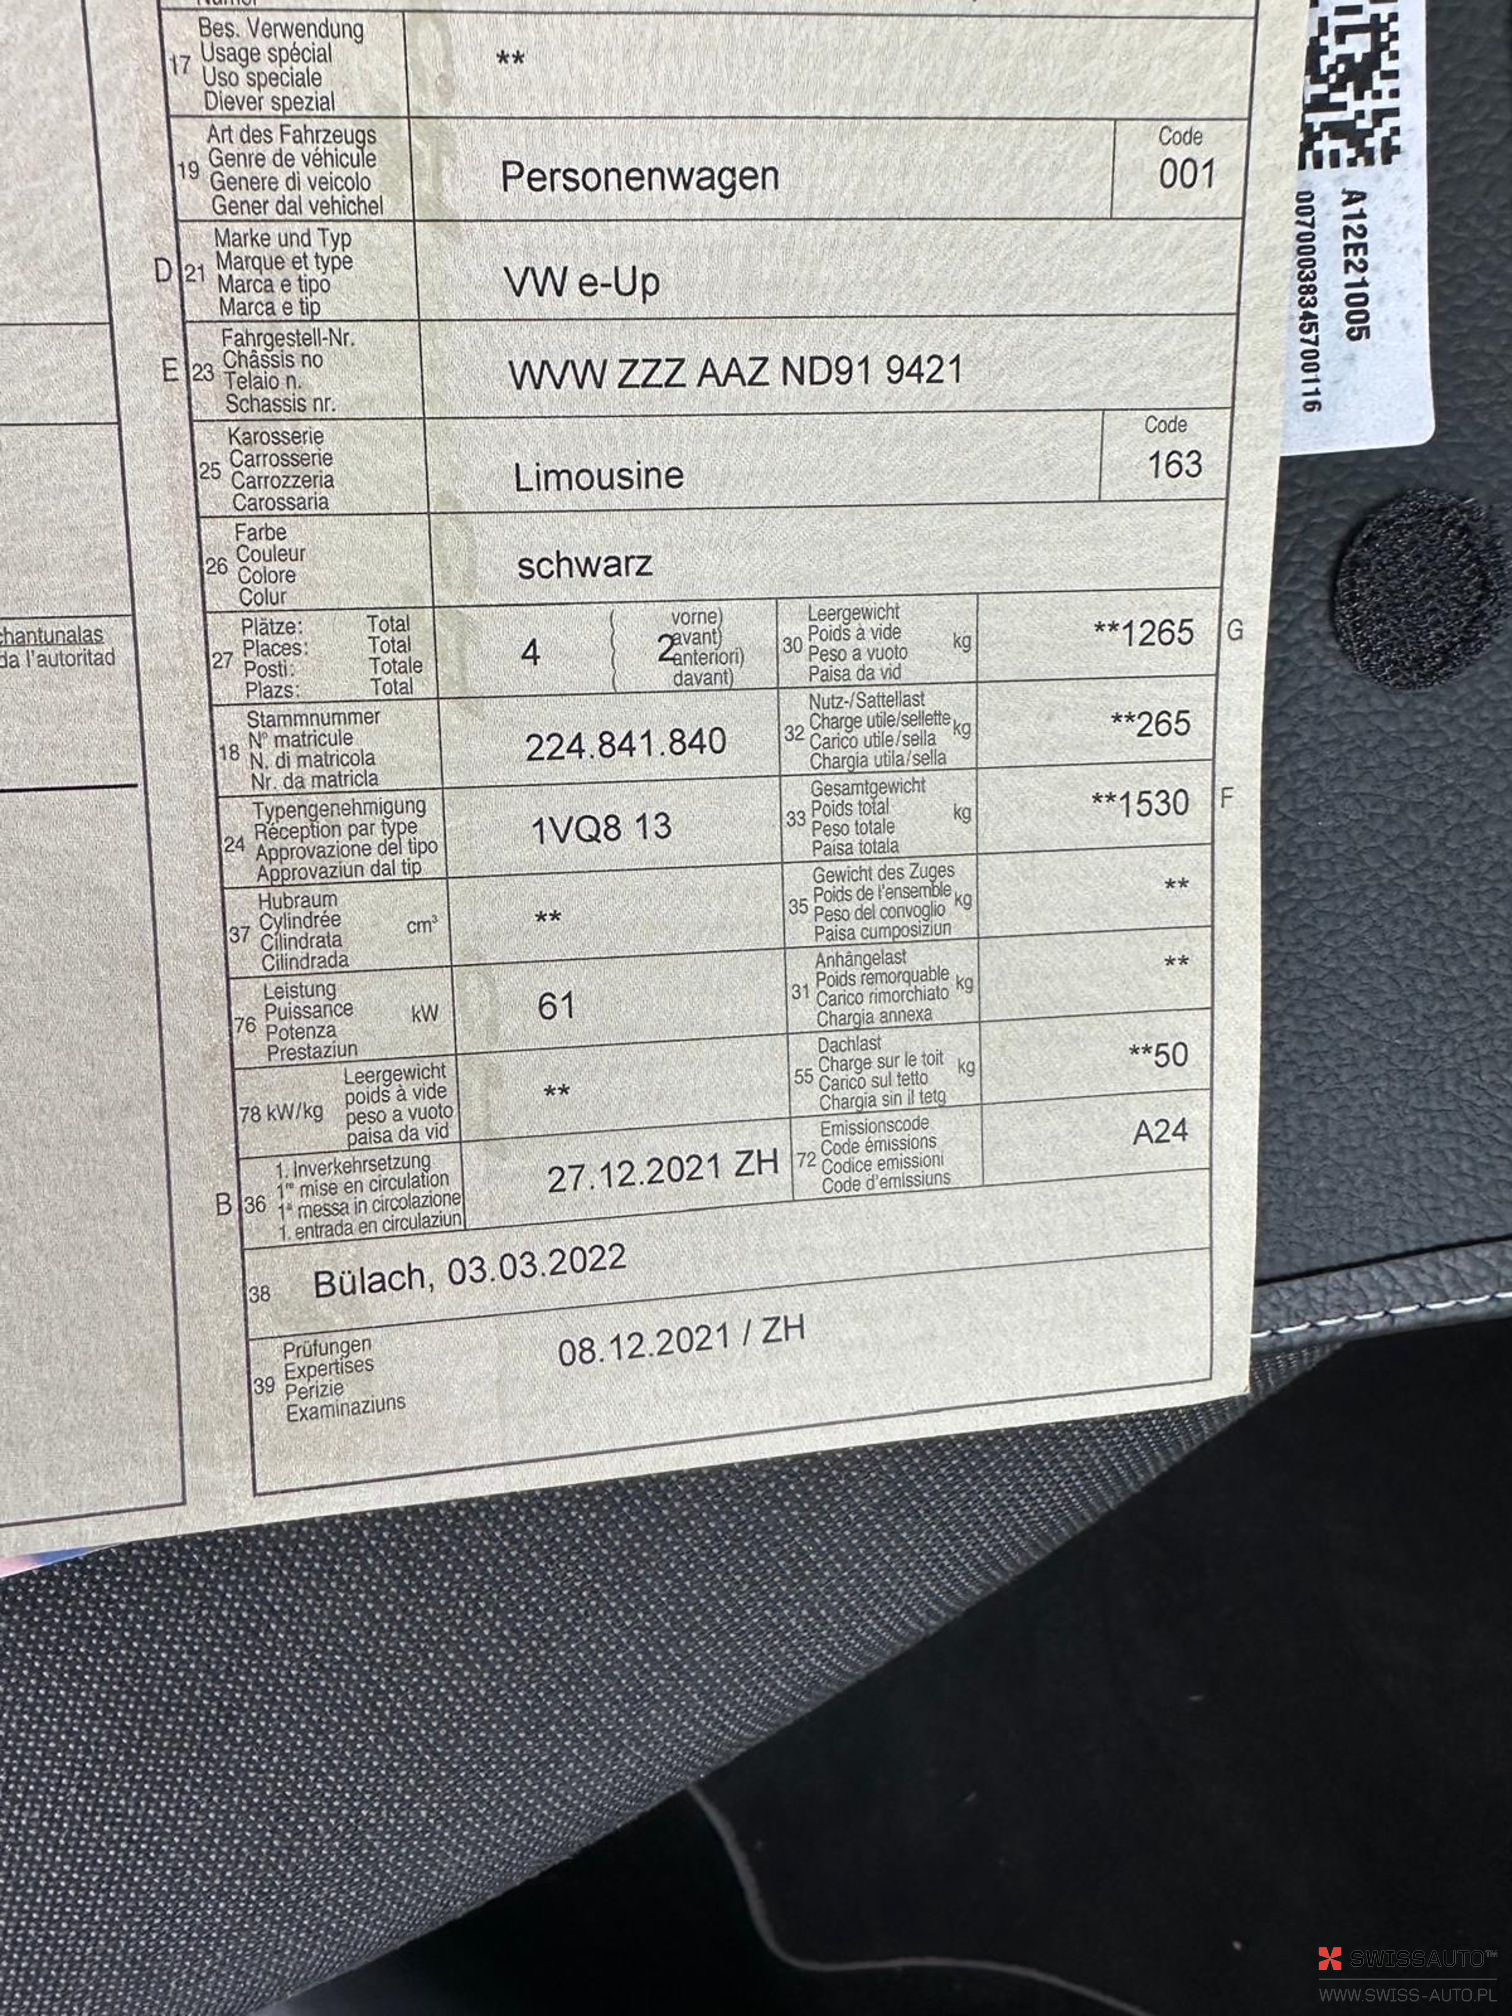 Bes. Verwendung
17 Usage spécial
Uso speciale
Diever spezial
**
Art des Fahrzeugs
19 Genre de véhicule
Genere di veicolo
Gener dal vehichel
Personenwagen
Code
001
Marke und Typ
D 21 Marque et type
Marca e tipo
Marca e tip
VW e-Up
Fahrgestell-Nr.
E 23 Châssis no
Telaio n.
Schassis nr.
WVW ZZZ AAZ ND91 9421
Karosserie
25 Carrosserie
Carrozzeria
Carossaria
Limousine
Code
163
Farbe
26 Couleur
Colore
Colur
schwarz
Plätze: Total
27 Places: Total
Posti: Totale
Plazs: Total
4
( vorne)
( avant)
2
( anteriori)
( davant)
Leergewicht
30 Poids à vide kg
Peso a vuoto
Paisa da vid
**1265 G
Stammnummer
18 N° matricule
N. di matricola
Nr. da matricla
224.841.840
Nutz-/Sattellast
32 Charge utile/sellette kg
Carico utile/sella
Chargia utila/sella
**265
Typengenehmigung
24 Réception par type
Approvazione del tipo
Approvaziun dal tip
1VQ8 13
Gesamtgewicht
33 Poids total kg
Peso totale
Paisa totala
**1530 F
Hubraum
37 Cylindrée cm³
Cilindrata
Cilindrada
**
Gewicht des Zuges
35 Poids de l'ensemble kg
Peso del convoglio
Paisa cumposiziun
**
Leistung
76 Puissance kW
Potenza
Prestaziun
61
Anhängelast
31 Poids remorquable kg
Carico rimorchiato
Chargia annexa
**
Leergewicht
78 kW/kg poids à vide
peso a vuoto
paisa da vid
**
Dachlast
55 Charge sur le toit kg
Carico sul tetto
Chargia sin il tetg
**50
1. Inverkehrsetzung
B 36 1re mise en circulation
1a messa in circolazione
1. entrada en circulaziun
27.12.2021 ZH
Emissionscode
72 Code émissions
Codice emissioni
Code d'emissiuns
A24
38 Bülach, 03.03.2022
Prüfungen
39 Expertises
Perizie
Examinaziuns
08.12.2021 / ZH
chantunalas
da l'autoritad
A12E21005
00700038345700116
SWISSAUTO™
WWW.SWISS-AUTO.PL